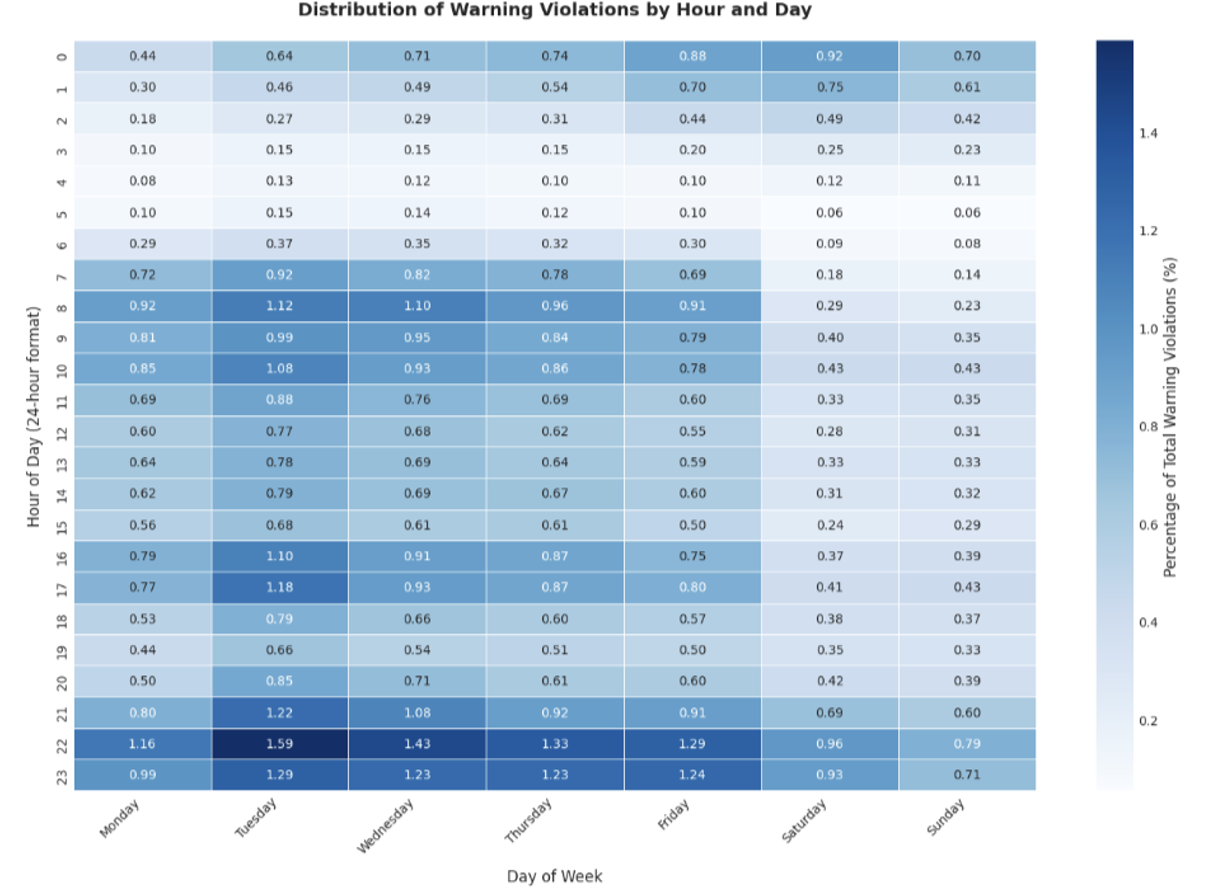 Distribution of Warning Violations by Hour and Day
0 0.44 0.64 0.71 0.74 0.88 0.92 0.70
1 0.30 0.46 0.49 0.54 0.70 0.75 0.61
2 0.18 0.27 0.29 0.31 0.44 0.49 0.42
3 0.10 0.15 0.15 0.15 0.20 0.25 0.23
4 0.08 0.13 0.12 0.10 0.10 0.12 0.11
5 0.10 0.15 0.14 0.12 0.10 0.06 0.06
6 0.29 0.37 0.35 0.32 0.30 0.09 0.08
7 0.72 0.92 0.82 0.78 0.69 0.18 0.14
8 0.92 1.12 1.10 0.96 0.91 0.29 0.23
9 0.81 0.99 0.95 0.84 0.79 0.40 0.35
10 0.85 1.08 0.93 0.86 0.78 0.43 0.43
11 0.69 0.88 0.76 0.69 0.60 0.33 0.35
12 0.60 0.77 0.68 0.62 0.55 0.28 0.31
13 0.64 0.78 0.69 0.64 0.59 0.33 0.33
14 0.62 0.79 0.69 0.67 0.60 0.31 0.32
15 0.56 0.68 0.61 0.61 0.50 0.24 0.29
16 0.79 1.10 0.91 0.87 0.75 0.37 0.39
17 0.77 1.18 0.93 0.87 0.80 0.41 0.43
18 0.53 0.79 0.66 0.60 0.57 0.38 0.37
19 0.44 0.66 0.54 0.51 0.50 0.35 0.33
20 0.50 0.85 0.71 0.61 0.60 0.42 0.39
21 0.80 1.22 1.08 0.92 0.91 0.69 0.60
22 1.16 1.59 1.43 1.33 1.29 0.96 0.79
23 0.99 1.29 1.23 1.23 1.24 0.93 0.71
Monday Tuesday Wednesday Thursday Friday Saturday Sunday
Day of Week
Hour of Day (24-hour format)
1.4
1.2
1.0
0.8
0.6
0.4
0.2
Percentage of Total Warning Violations (%)